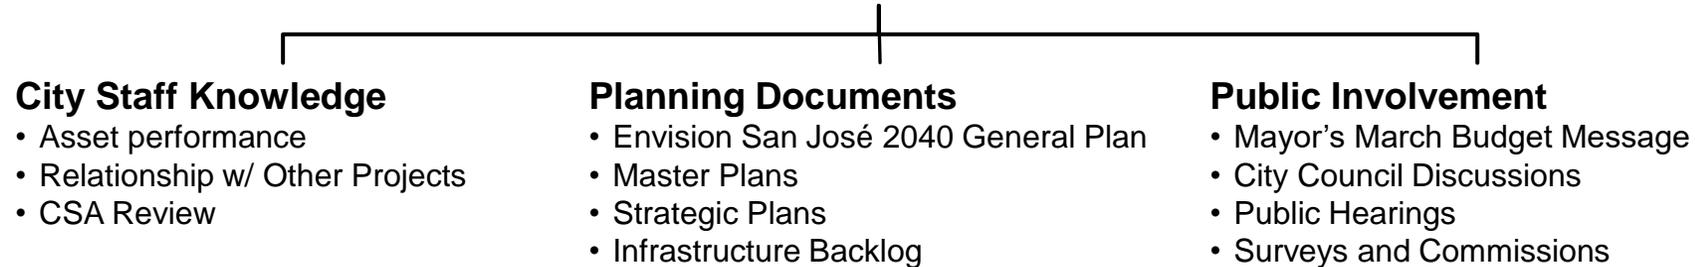 City Staff Knowledge
• Asset performance
• Relationship w/ Other Projects
• CSA Review
Planning Documents
• Envision San José 2040 General Plan
• Master Plans
• Strategic Plans
• Infrastructure Backlog
Public Involvement
• Mayor's March Budget Message
• City Council Discussions
• Public Hearings
• Surveys and Commissions